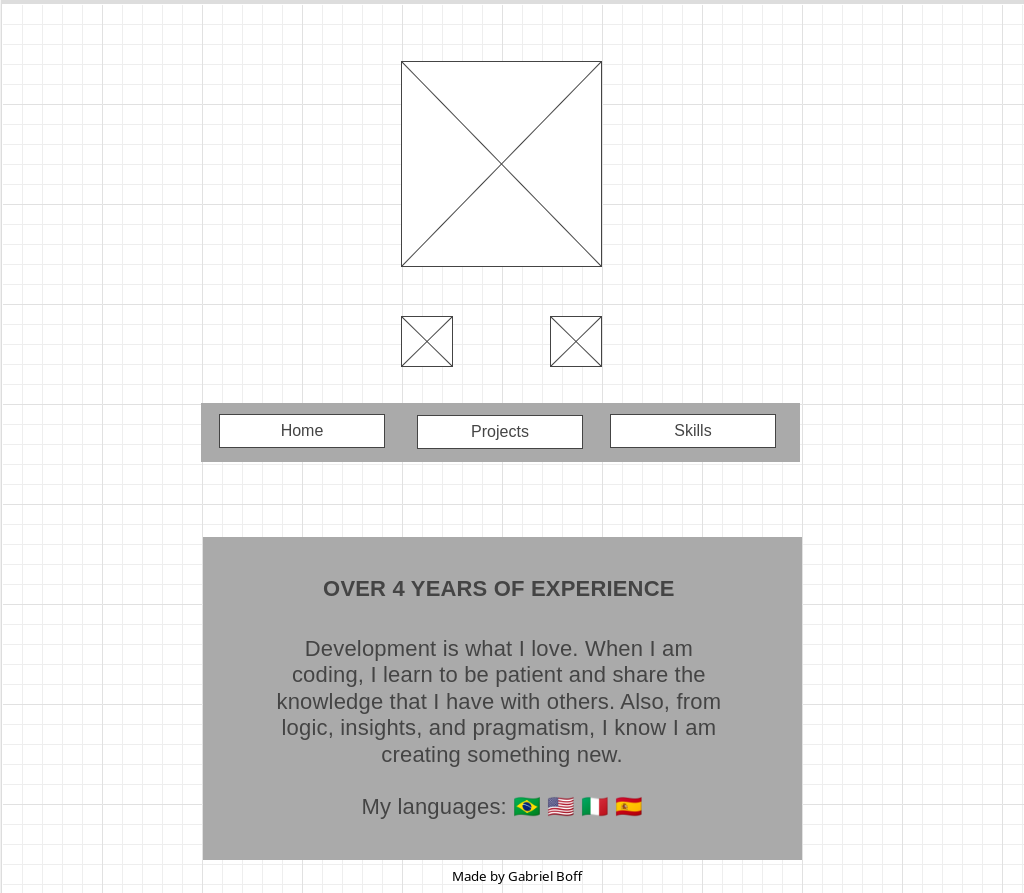 Home
Projects
Skills
OVER 4 YEARS OF EXPERIENCE
Development is what I love. When I am
coding, I learn to be patient and share the
knowledge that I have with others. Also, from
logic, insights, and pragmatism, I know I am
creating something new.
My languages: 🇧🇷 🇺🇸 🇮🇹 🇪🇸
Made by Gabriel Boff